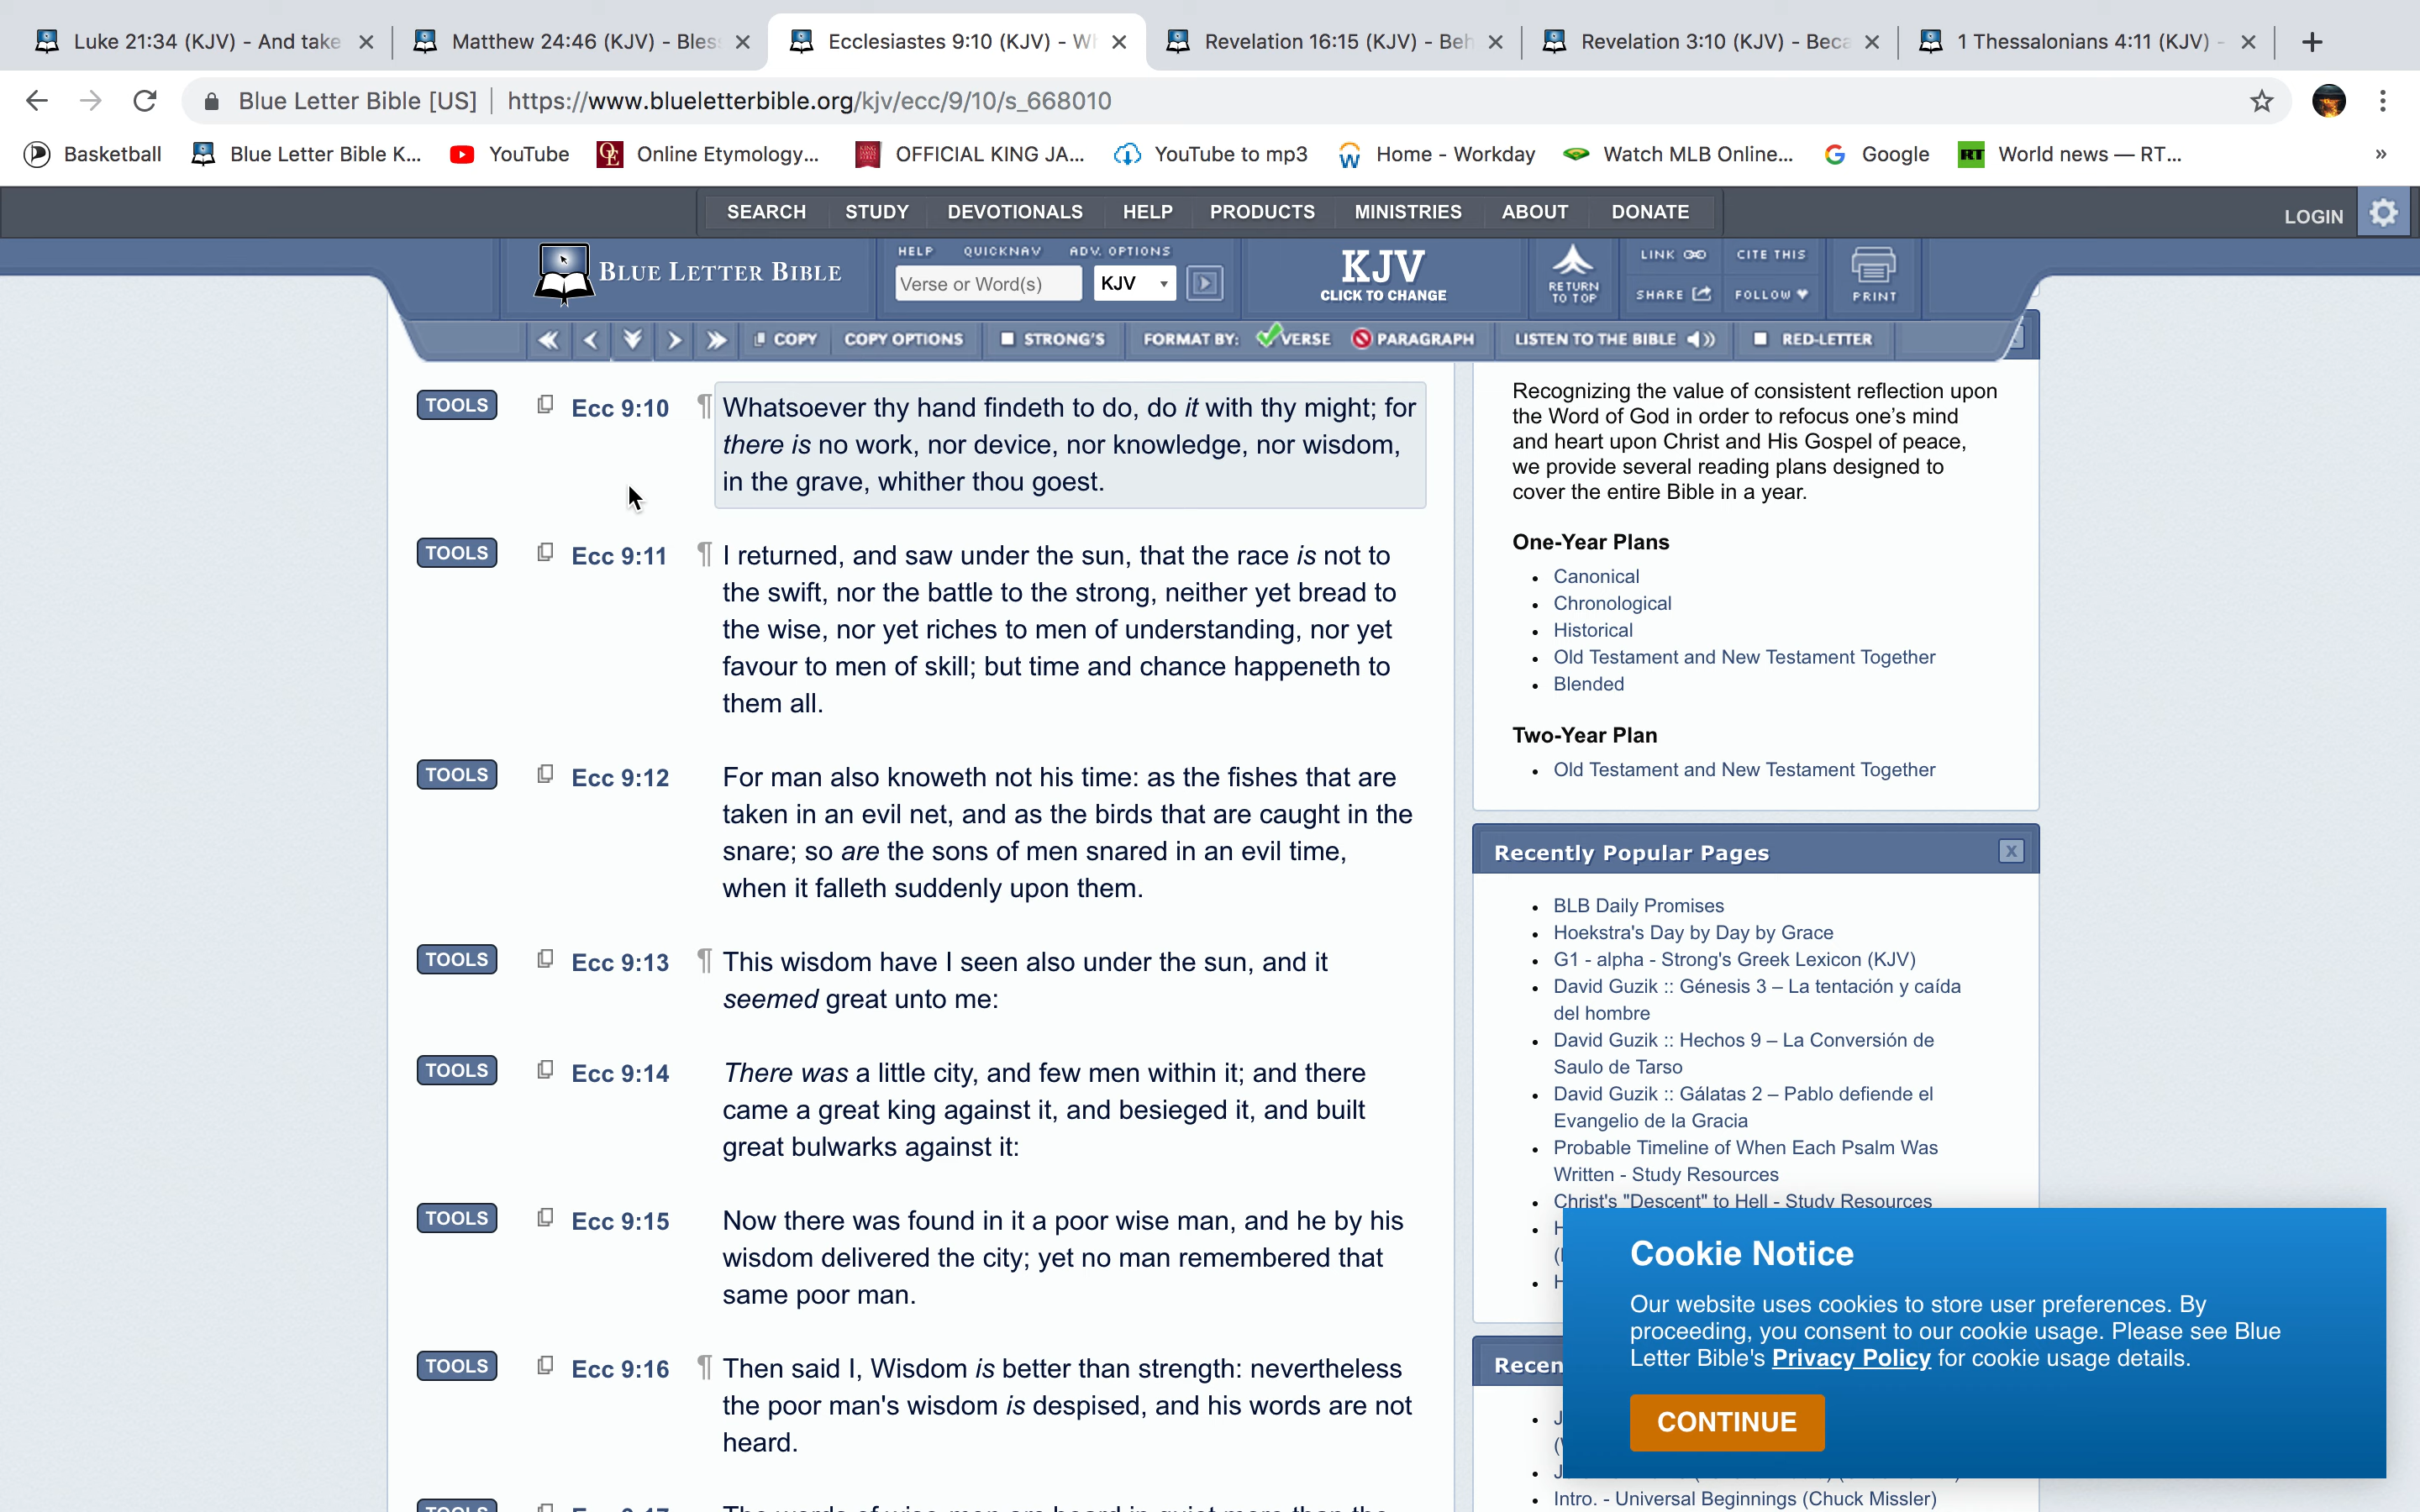 Luke 21:34 (KJV) - And take
Matthew 24:46 (KJV) - Bles
Ecclesiastes 9:10 (KJV) - W
Revelation 16:15 (KJV) - Beh
Revelation 3:10 (KJV) - Beca
1 Thessalonians 4:11 (KJV) -
Blue Letter Bible [US] https://www.blueletterbible.org/kjv/ecc/9/10/s_668010
Basketball
Blue Letter Bible K...
YouTube
Online Etymology...
OFFICIAL KING JA...
YouTube to mp3
Home - Workday
Watch MLB Online...
Google
RT World news — RT...
»
SEARCH STUDY DEVOTIONALS HELP PRODUCTS MINISTRIES ABOUT DONATE
LOGIN
BLUE LETTER BIBLE
HELP QUICKNAV ADV. OPTIONS
Verse or Word(s)
KJV
KJV
CLICK TO CHANGE
RETURN
TO TOP
LINK
CITE THIS
SHARE
FOLLOW
PRINT
COPY COPY OPTIONS STRONG'S FORMAT BY: VERSE PARAGRAPH LISTEN TO THE BIBLE RED-LETTER
TOOLS Ecc 9:10 ¶ Whatsoever thy hand findeth to do, do it with thy might; for
there is no work, nor device, nor knowledge, nor wisdom,
in the grave, whither thou goest.
TOOLS Ecc 9:11 ¶ I returned, and saw under the sun, that the race is not to
the swift, nor the battle to the strong, neither yet bread to
the wise, nor yet riches to men of understanding, nor yet
favour to men of skill; but time and chance happeneth to
them all.
TOOLS Ecc 9:12 For man also knoweth not his time: as the fishes that are
taken in an evil net, and as the birds that are caught in the
snare; so are the sons of men snared in an evil time,
when it falleth suddenly upon them.
TOOLS Ecc 9:13 ¶ This wisdom have I seen also under the sun, and it
seemed great unto me:
TOOLS Ecc 9:14 There was a little city, and few men within it; and there
came a great king against it, and besieged it, and built
great bulwarks against it:
TOOLS Ecc 9:15 Now there was found in it a poor wise man, and he by his
wisdom delivered the city; yet no man remembered that
same poor man.
TOOLS Ecc 9:16 ¶ Then said I, Wisdom is better than strength: nevertheless
the poor man's wisdom is despised, and his words are not
heard.
TOOLS Ecc 9:17 The words of wise men are heard in quiet more than the
Recognizing the value of consistent reflection upon
the Word of God in order to refocus one's mind
and heart upon Christ and His Gospel of peace,
we provide several reading plans designed to
cover the entire Bible in a year.
One-Year Plans
• Canonical
• Chronological
• Historical
• Old Testament and New Testament Together
• Blended
Two-Year Plan
• Old Testament and New Testament Together
Recently Popular Pages X
• BLB Daily Promises
• Hoekstra's Day by Day by Grace
• G1 - alpha - Strong's Greek Lexicon (KJV)
• David Guzik :: Génesis 3 – La tentación y caída
del hombre
• David Guzik :: Hechos 9 – La Conversión de
Saulo de Tarso
• David Guzik :: Gálatas 2 – Pablo defiende el
Evangelio de la Gracia
• Probable Timeline of When Each Psalm Was
Written - Study Resources
• Christ's "Descent" to Hell - Study Resources
Recen
• Intro. - Universal Beginnings (Chuck Missler)
Cookie Notice
Our website uses cookies to store user preferences. By
proceeding, you consent to our cookie usage. Please see Blue
Letter Bible's Privacy Policy for cookie usage details.
CONTINUE